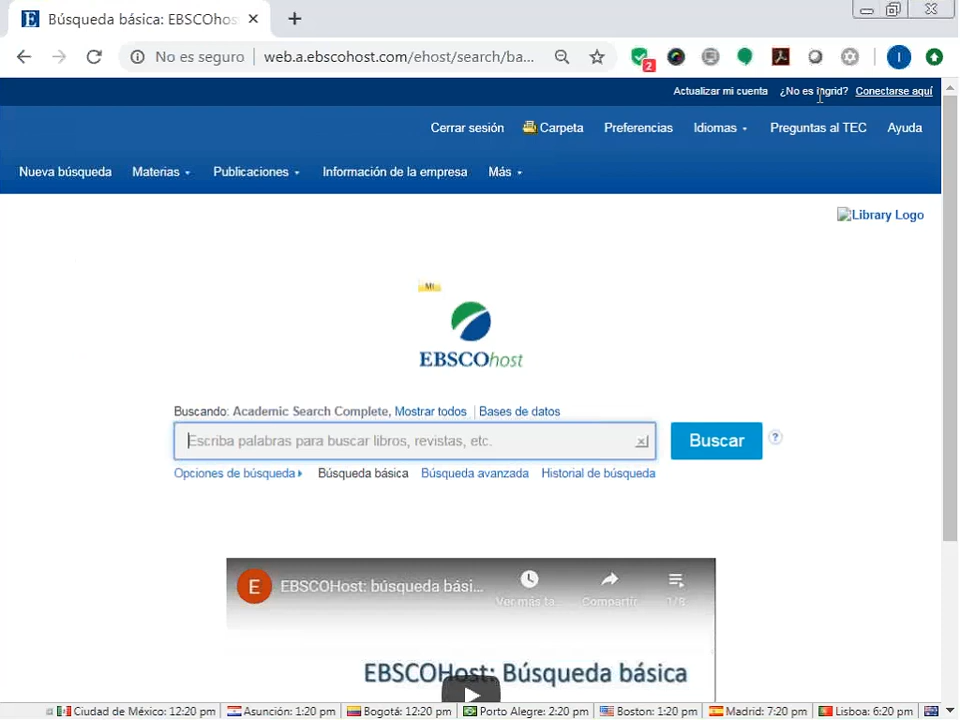 Búsqueda básica: EBSCOhost
No es seguro web.a.ebscohost.com/ehost/search/ba...
2
I
Actualizar mi cuenta ¿No es ingrid? Conectarse aquí
Cerrar sesión Carpeta Preferencias Idiomas Preguntas al TEC Ayuda
Nueva búsqueda Materias Publicaciones Información de la empresa Más
Library Logo
Mi
EBSCOhost
Buscando: Academic Search Complete, Mostrar todos Bases de datos
Escriba palabras para buscar libros, revistas, etc.
Buscar ?
Opciones de búsqueda Búsqueda básica Búsqueda avanzada Historial de búsqueda
E EBSCOHost: búsqueda bási...
Ver más ta... Compartir 1/8
EBSCOHost: Búsqueda básica
Ciudad de México: 12:20 pm Asunción: 1:20 pm Bogotá: 12:20 pm Porto Alegre: 2:20 pm Boston: 1:20 pm Madrid: 7:20 pm Lisboa: 6:20 pm